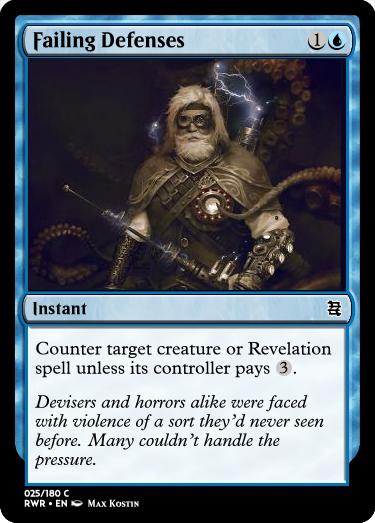 Failing Defenses 1
Instant
Counter target creature or Revelation
spell unless its controller pays 3.
Devisers and horrors alike were faced
with violence of a sort they'd never seen
before. Many couldn't handle the
pressure.
025/180 C
RWR • EN Max Kostin